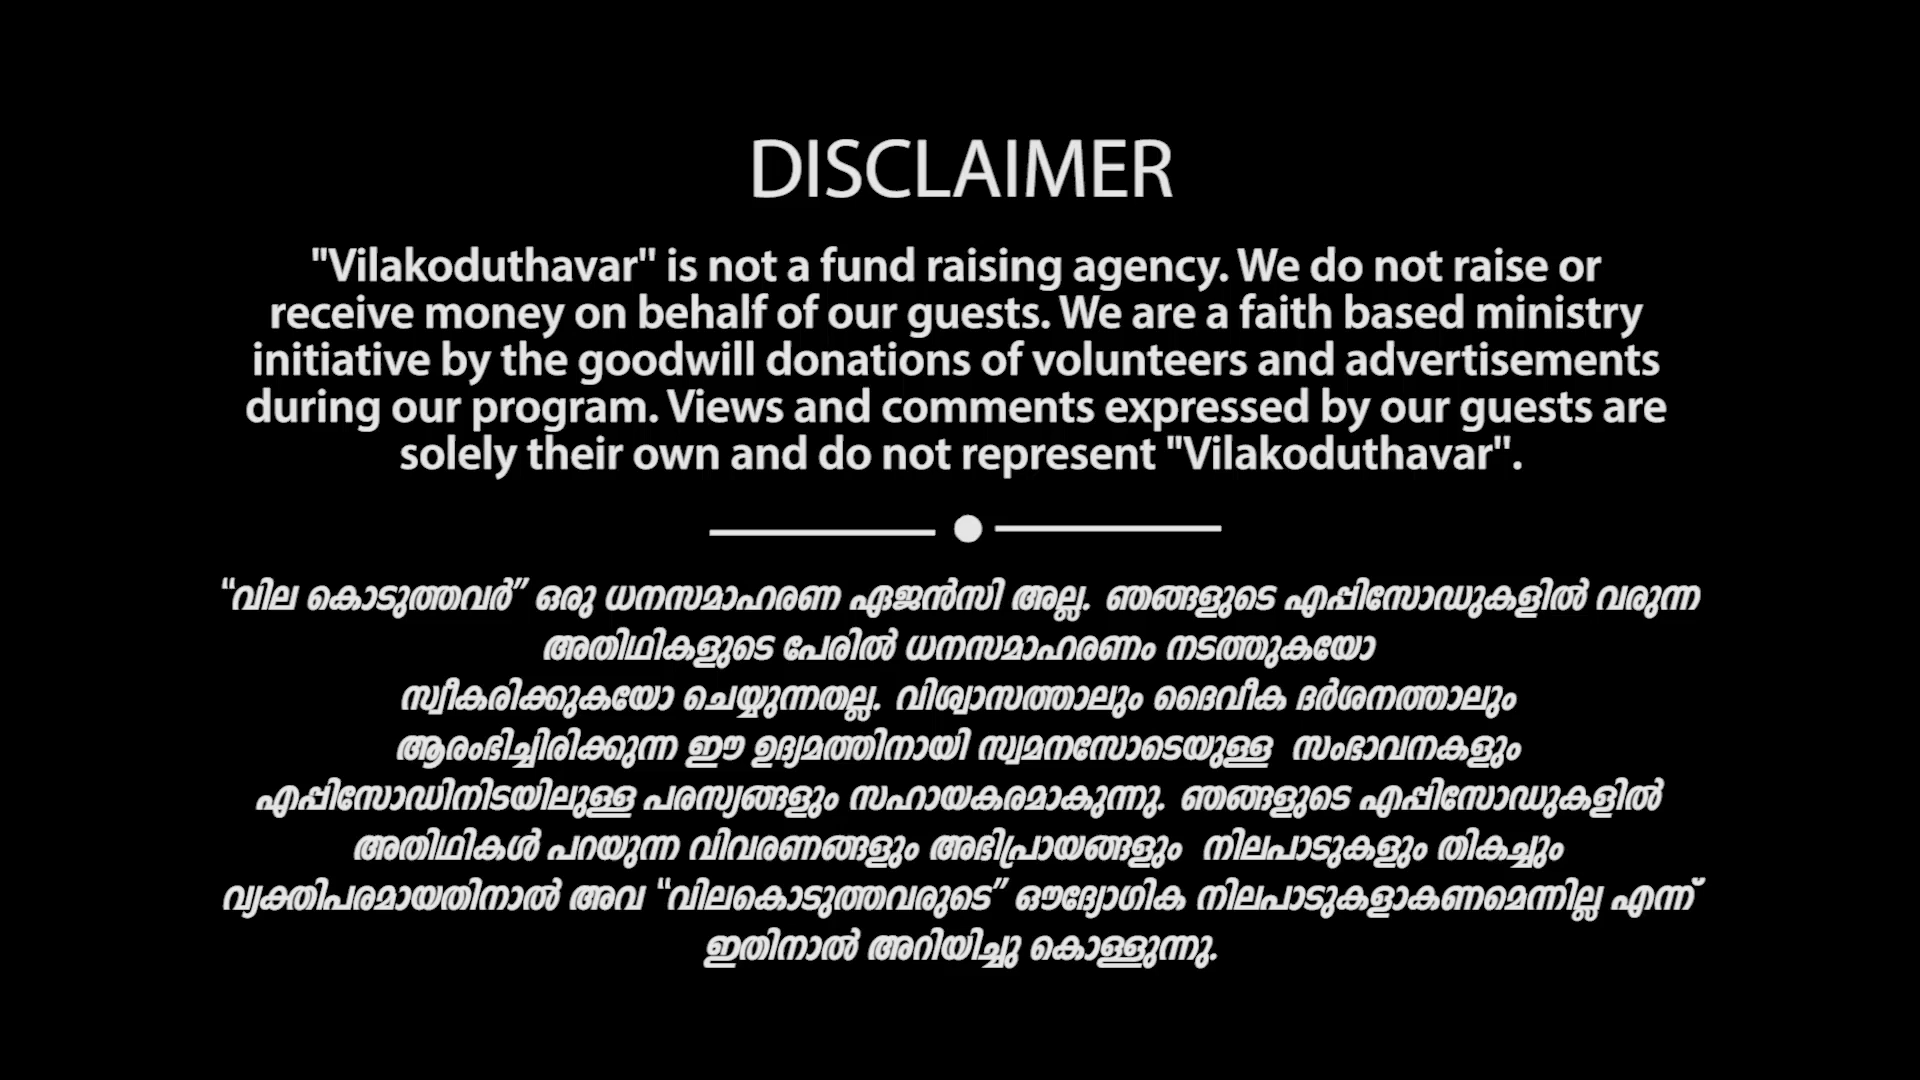 DISCLAIMER
"Vilakoduthavar" is not a fund raising agency. We do not raise or
receive money on behalf of our guests. We are a faith based ministry
initiative by the goodwill donations of volunteers and advertisements
during our program. Views and comments expressed by our guests are
solely their own and do not represent "Vilakoduthavar".
“വില കൊടുത്തവർ” ഒരു ധനസമാഹരണ ഏജൻസി അല്ല. ഞങ്ങളുടെ എപ്പിസോഡുകളിൽ വരുന്ന
അതിഥികളുടെ പേരിൽ ധനസമാഹരണം നടത്തുകയോ
സ്വീകരിക്കുകയോ ചെയ്യുന്നതല്ല. വിശ്വാസത്താലും ദൈവീക ദർശനത്താലും
ആരംഭിച്ചിരിക്കുന്ന ഈ ഉദ്യമത്തിനായി സ്വമനസോടെയുള്ള സംഭാവനകളും
എപ്പിസോഡിനിടയിലുള്ള പരസ്യങ്ങളും സഹായകരമാകുന്നു. ഞങ്ങളുടെ എപ്പിസോഡുകളിൽ
അതിഥികൾ പറയുന്ന വിവരണങ്ങളും അഭിപ്രായങ്ങളും നിലപാടുകളും തികച്ചും
വ്യക്തിപരമായതിനാൽ അവ “വിലകൊടുത്തവരുടെ” ഔദ്യോഗിക നിലപാടുകളാകണമെന്നില്ല എന്ന്
ഇതിനാൽ അറിയിച്ചു കൊള്ളുന്നു.